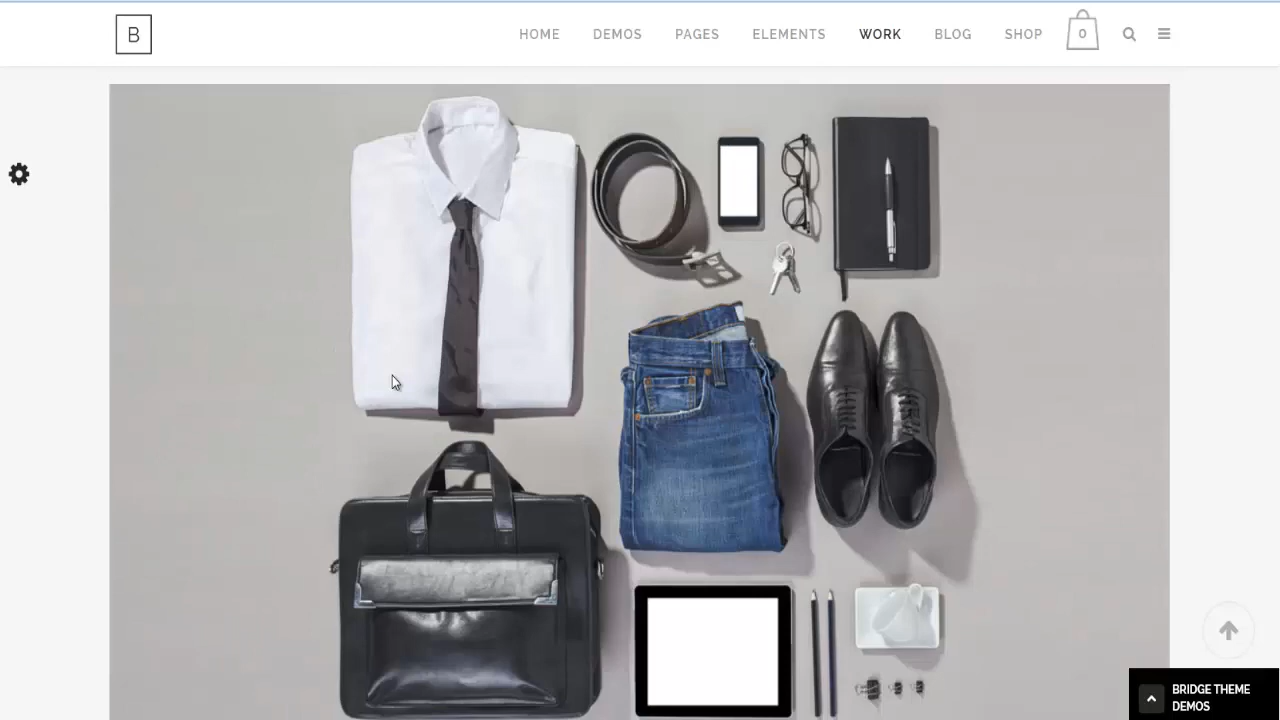 B
HOME DEMOS PAGES ELEMENTS WORK BLOG SHOP 0
BRIDGE THEME
DEMOS